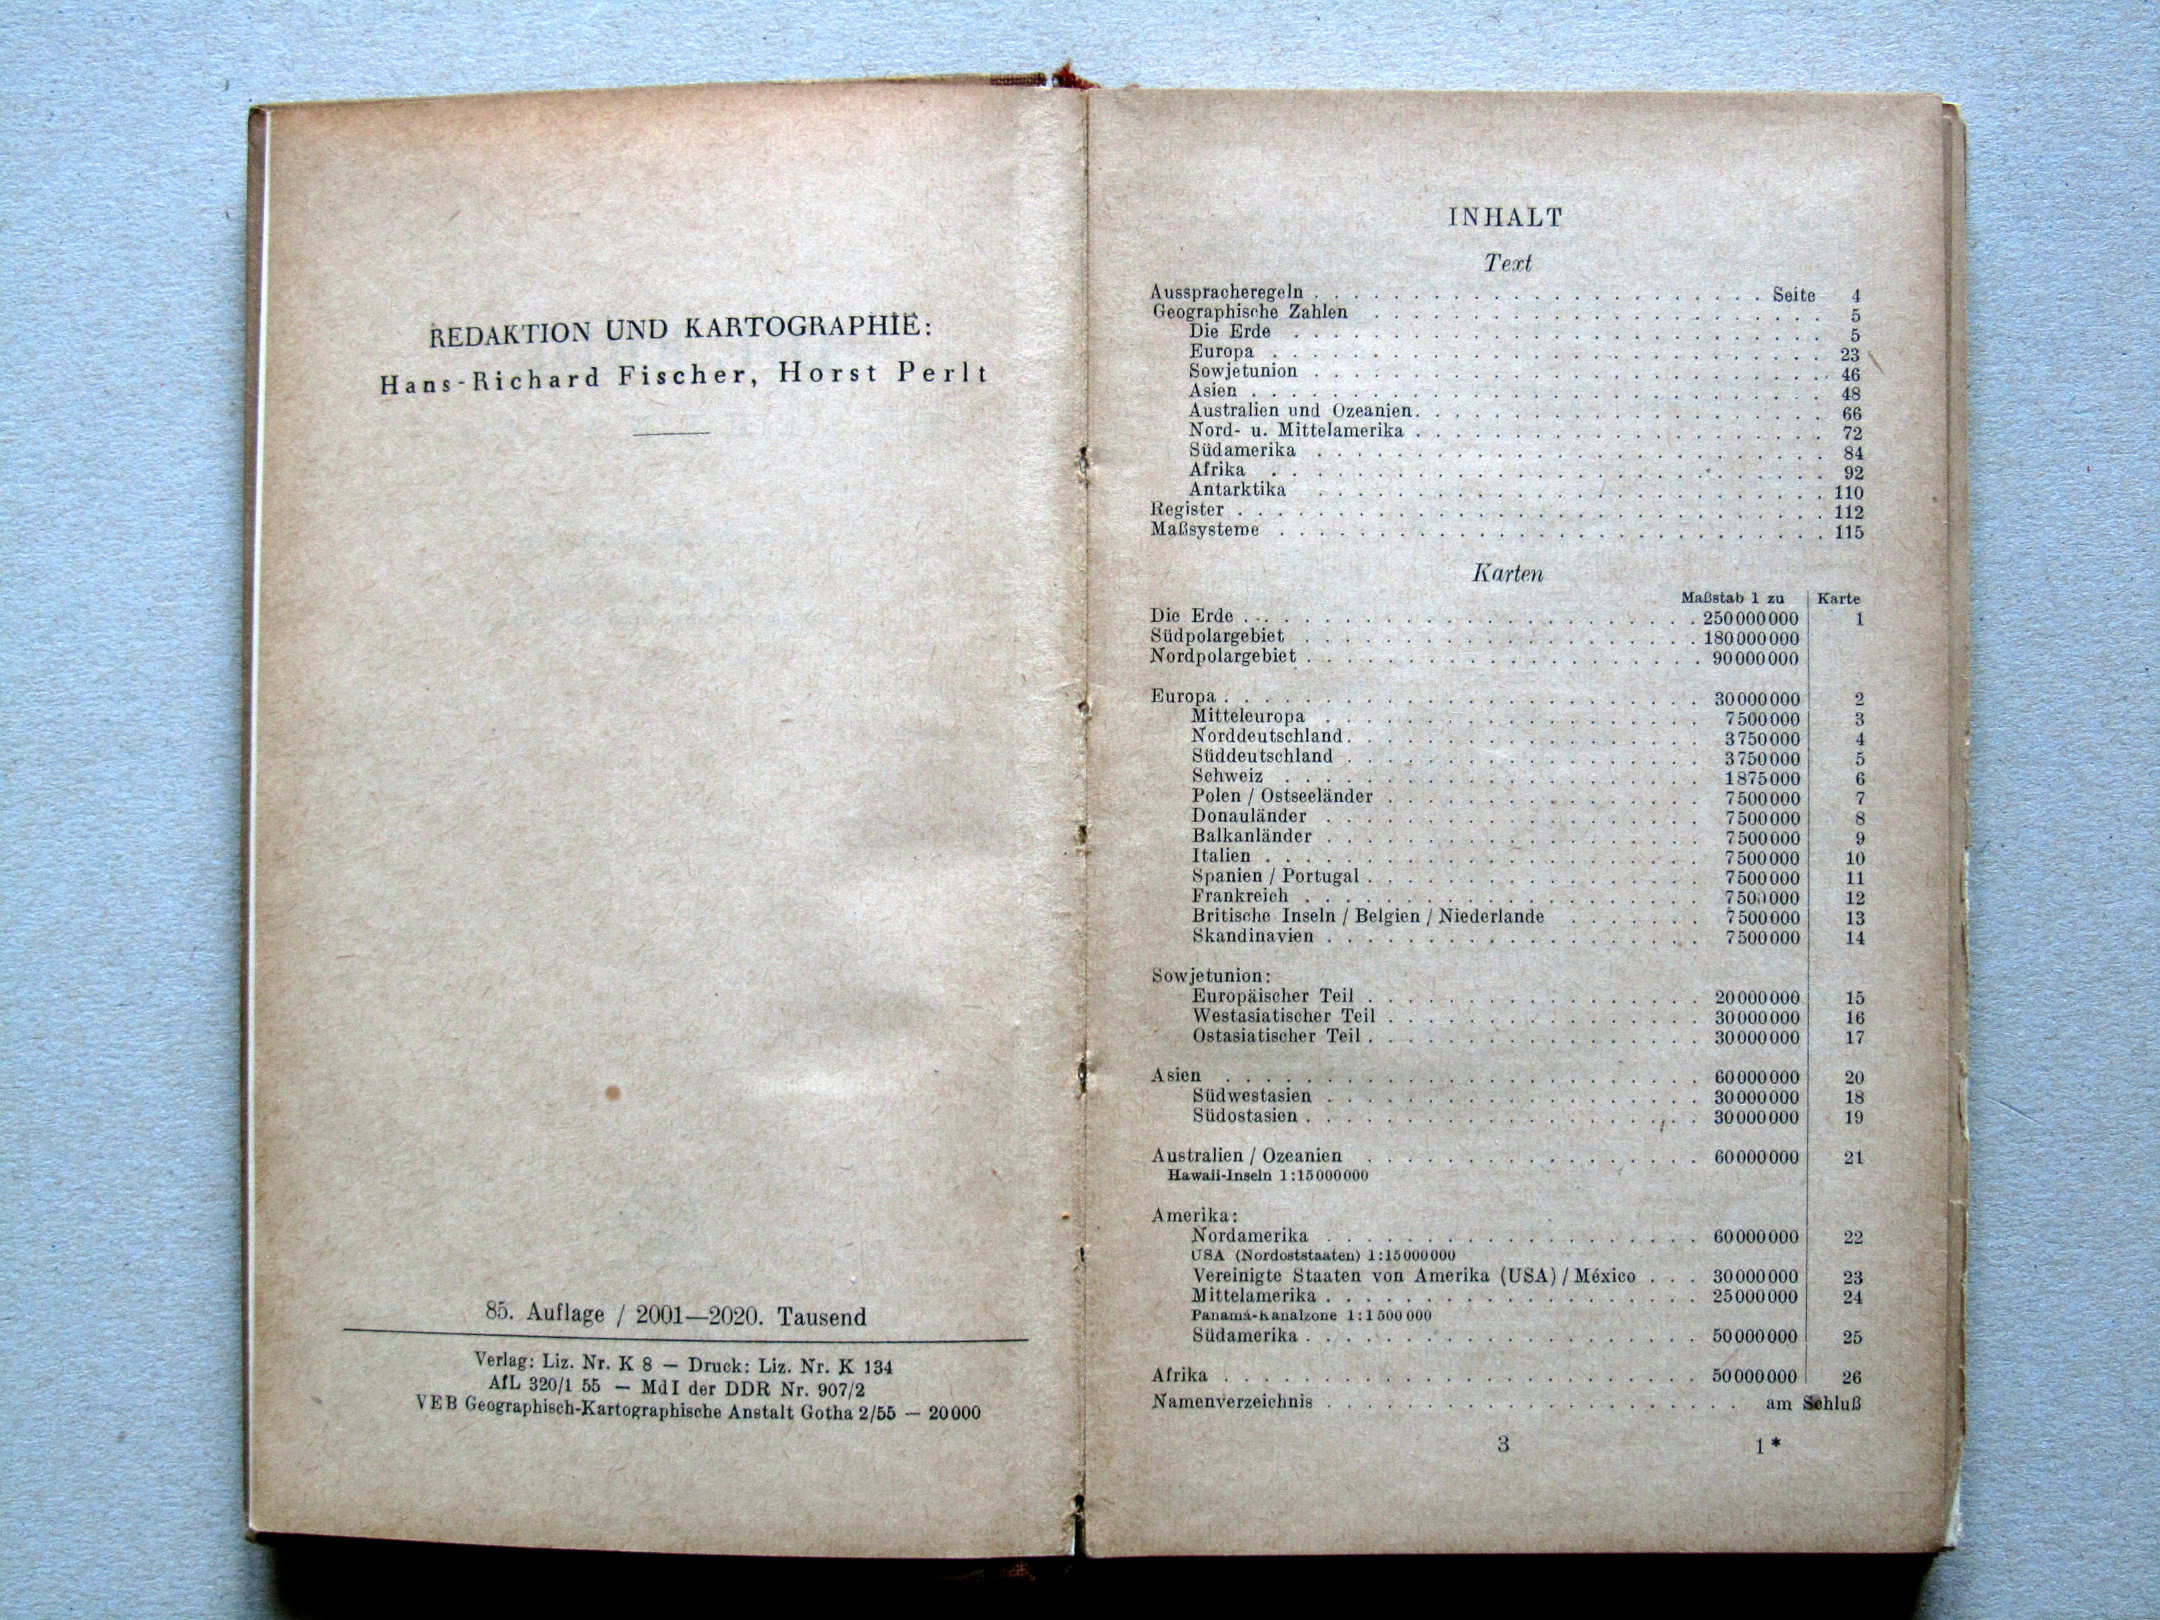 REDAKTION UND KARTOGRAPHIE:
Hans-Richard Fischer, Horst Perlt
85. Auflage / 2001—2020. Tausend
Verlag: Liz. Nr. K 8 — Druck: Liz. Nr. K 134
AfL 320/1 55 — MdI der DDR Nr. 907/2
VEB Geographisch-Kartographische Anstalt Gotha 2/55 — 20000
INHALT
Text
Ausspracheregeln . . . . . . . . . . Seite 4
Geographische Zahlen . . . . . . . . . . 5
Die Erde . . . . . . . . . . 5
Europa . . . . . . . . . . 23
Sowjetunion . . . . . . . . . . 46
Asien . . . . . . . . . . 48
Australien und Ozeanien . . . . . . . . . . 66
Nord- u. Mittelamerika . . . . . . . . . . 72
Südamerika . . . . . . . . . . 84
Afrika . . . . . . . . . . 92
Antarktika . . . . . . . . . . 110
Register . . . . . . . . . . 112
Maßsysteme . . . . . . . . . . 115
Karten
Maßstab 1 zu Karte
Die Erde . . . . . . . . . . 250000000 1
Südpolargebiet . . . . . . . . . . 180000000
Nordpolargebiet . . . . . . . . . . 90000000
Europa . . . . . . . . . . 30000000 2
Mitteleuropa . . . . . . . . . . 7500000 3
Norddeutschland . . . . . . . . . . 3750000 4
Süddeutschland . . . . . . . . . . 3750000 5
Schweiz . . . . . . . . . . 1875000 6
Polen / Ostseeländer . . . . . . . . . . 7500000 7
Donauländer . . . . . . . . . . 7500000 8
Balkanländer . . . . . . . . . . 7500000 9
Italien . . . . . . . . . . 7500000 10
Spanien / Portugal . . . . . . . . . . 7500000 11
Frankreich . . . . . . . . . . 7500000 12
Britische Inseln / Belgien / Niederlande . . . . . . . 7500000 13
Skandinavien . . . . . . . . . . 7500000 14
Sowjetunion:
Europäischer Teil . . . . . . . . . . 20000000 15
Westasiatischer Teil . . . . . . . . . . 30000000 16
Ostasiatischer Teil . . . . . . . . . . 30000000 17
Asien . . . . . . . . . . 60000000 20
Südwestasien . . . . . . . . . . 30000000 18
Südostasien . . . . . . . . . . 30000000 19
Australien / Ozeanien . . . . . . . . . . 60000000 21
Hawaii-Inseln 1:15000000
Amerika:
Nordamerika . . . . . . . . . . 60000000 22
USA (Nordoststaaten) 1:15000000
Vereinigte Staaten von Amerika (USA) / México . . . 30000000 23
Mittelamerika . . . . . . . . . . 25000000 24
Panamá-Kanalzone 1:1500000
Südamerika . . . . . . . . . . 50000000 25
Afrika . . . . . . . . . . 50000000 26
Namenverzeichnis . . . . . . . . . . am Schluß
3 1*